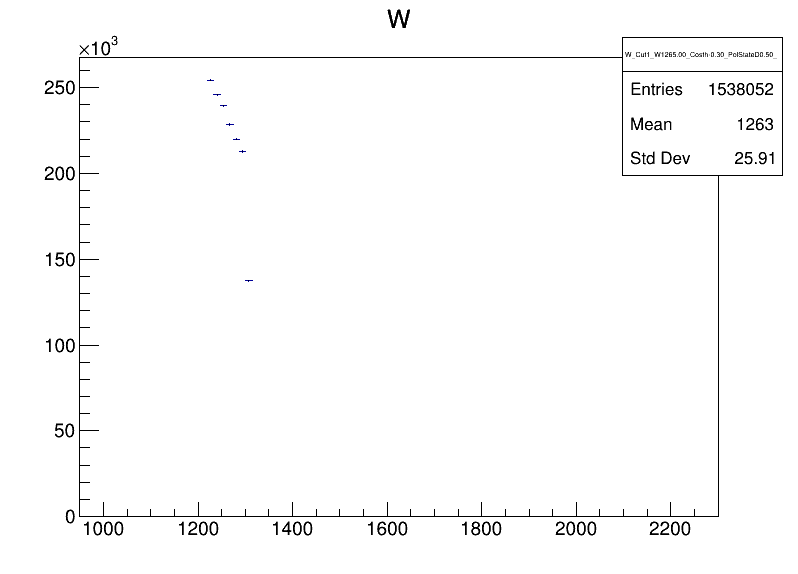 W
×10³
W_Cut1_W1265.00_Costh-0.30_PolStateD0.50_
Entries 1538052
Mean 1263
Std Dev 25.91
250
200
150
100
50
0
1000 1200 1400 1600 1800 2000 2200